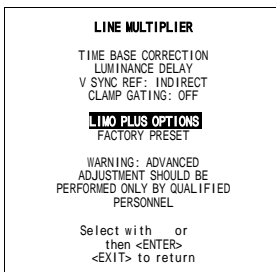 LINE MULTIPLIER
TIME BASE CORRECTION
LUMINANCE DELAY
V SYNC REF: INDIRECT
CLAMP GATING: OFF
LIMO PLUS OPTIONS
FACTORY PRESET
WARNING: ADVANCED
ADJUSTMENT SHOULD BE
PERFORMED ONLY BY QUALIFIED
PERSONNEL
Select with or
then <ENTER>
<EXIT> to return